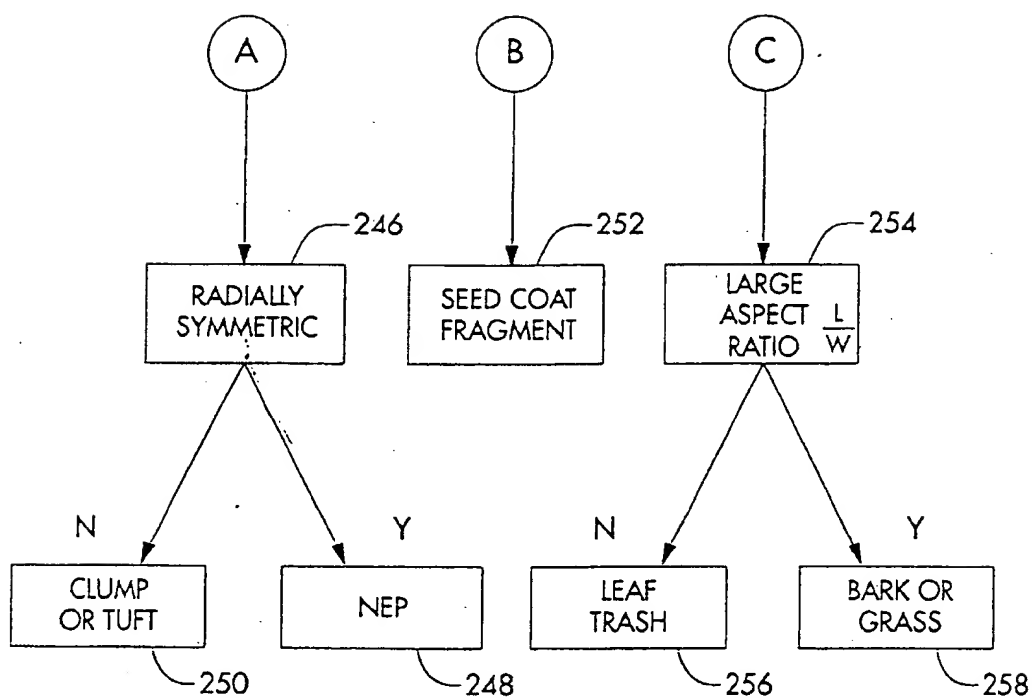 A
B
C
246
252
254
RADIALLY
SYMMETRIC
SEED COAT
FRAGMENT
LARGE
ASPECT
RATIO
L
W
N
Y
N
Y
CLUMP
OR TUFT
NEP
LEAF
TRASH
BARK OR
GRASS
250
248
256
258